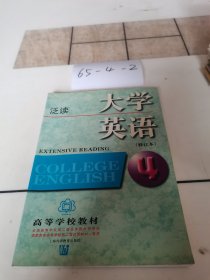 65-4-2
泛读
大学
英语
(修订本)
EXTENSIVE READING
COLLEGE
ENGLISH
4
高等学校教材